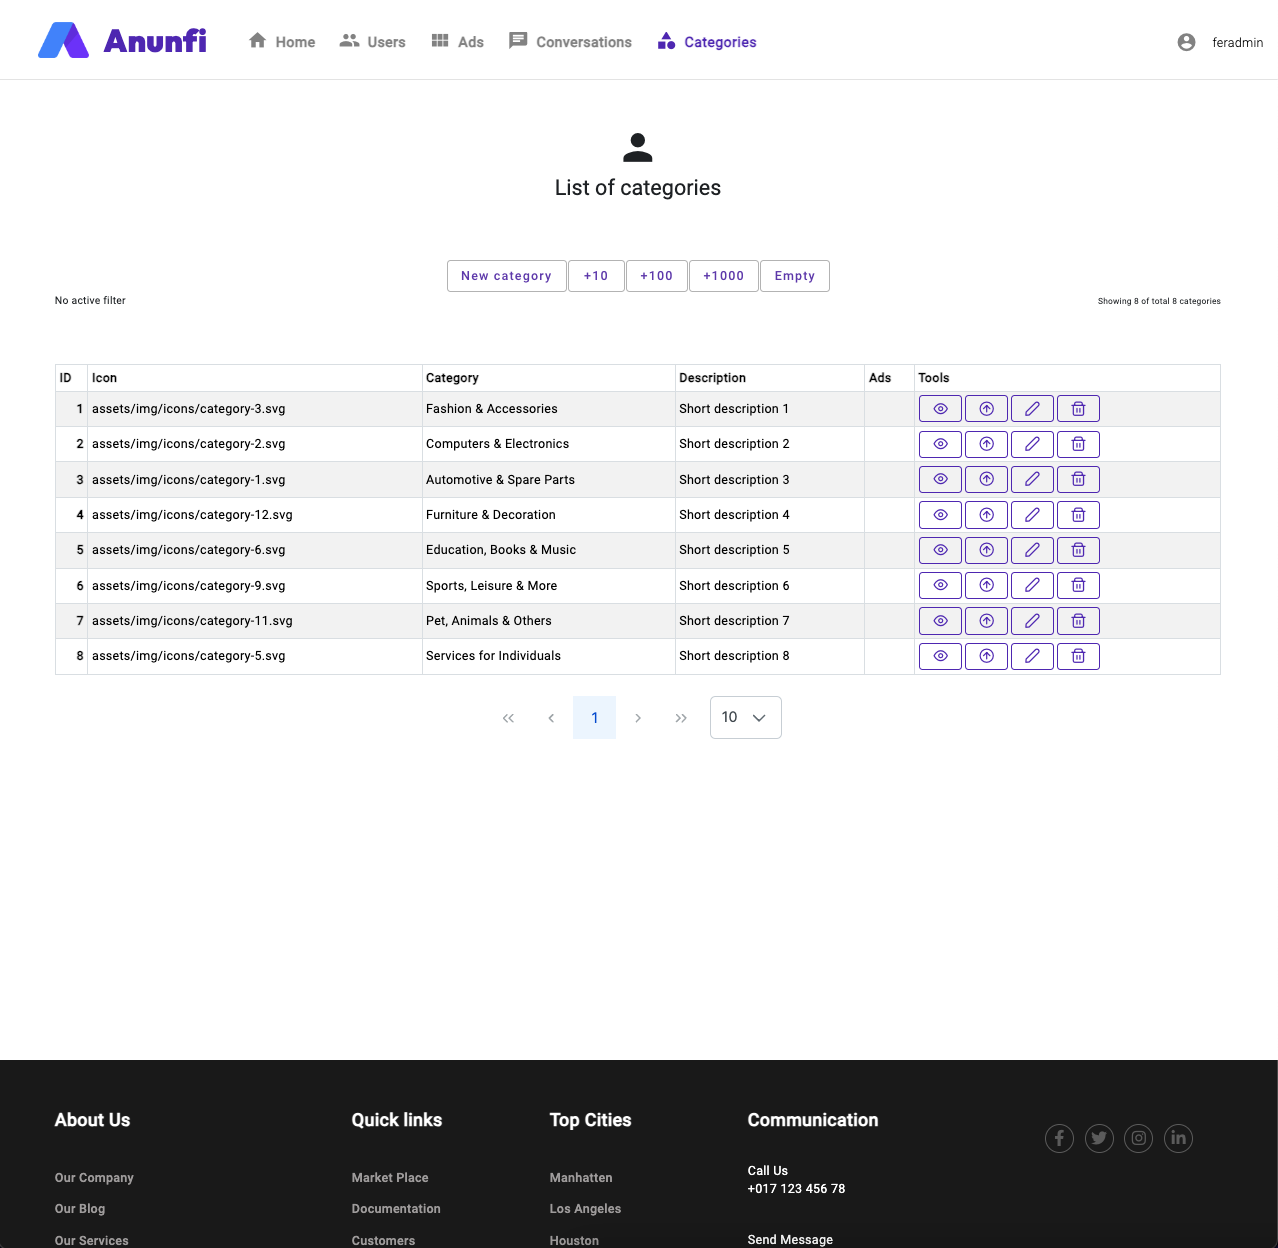 Anunfi Home Users Ads Conversations Categories feradmin
List of categories
New category +10 +100 +1000 Empty
No active filter Showing 8 of total 8 categories
ID Icon Category Description Ads Tools
1 assets/img/icons/category-3.svg Fashion & Accessories Short description 1
2 assets/img/icons/category-2.svg Computers & Electronics Short description 2
3 assets/img/icons/category-1.svg Automotive & Spare Parts Short description 3
4 assets/img/icons/category-12.svg Furniture & Decoration Short description 4
5 assets/img/icons/category-6.svg Education, Books & Music Short description 5
6 assets/img/icons/category-9.svg Sports, Leisure & More Short description 6
7 assets/img/icons/category-11.svg Pet, Animals & Others Short description 7
8 assets/img/icons/category-5.svg Services for Individuals Short description 8
« ‹ 1 › » 10
About Us Quick links Top Cities Communication
Our Company Market Place Manhatten Call Us
+017 123 456 78
Our Blog Documentation Los Angeles
Our Services Customers Houston Send Message